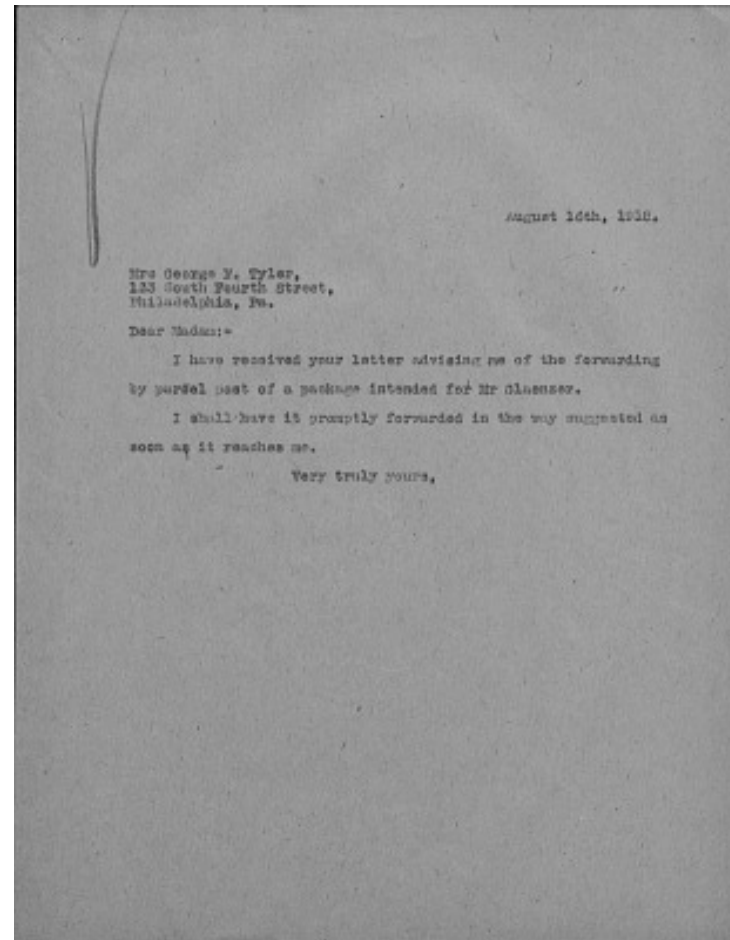 August 16th, 1918.
Mrs George F. Tyler,
133 South Fourth Street,
Philadelphia, Pa.
Dear Madam:-
I have received your letter advising me of the forwarding
by parcel post of a package intended for Mr Glaenzer.
I shall have it promptly forwarded in the way suggested as
soon as it reaches me.
Very truly yours,